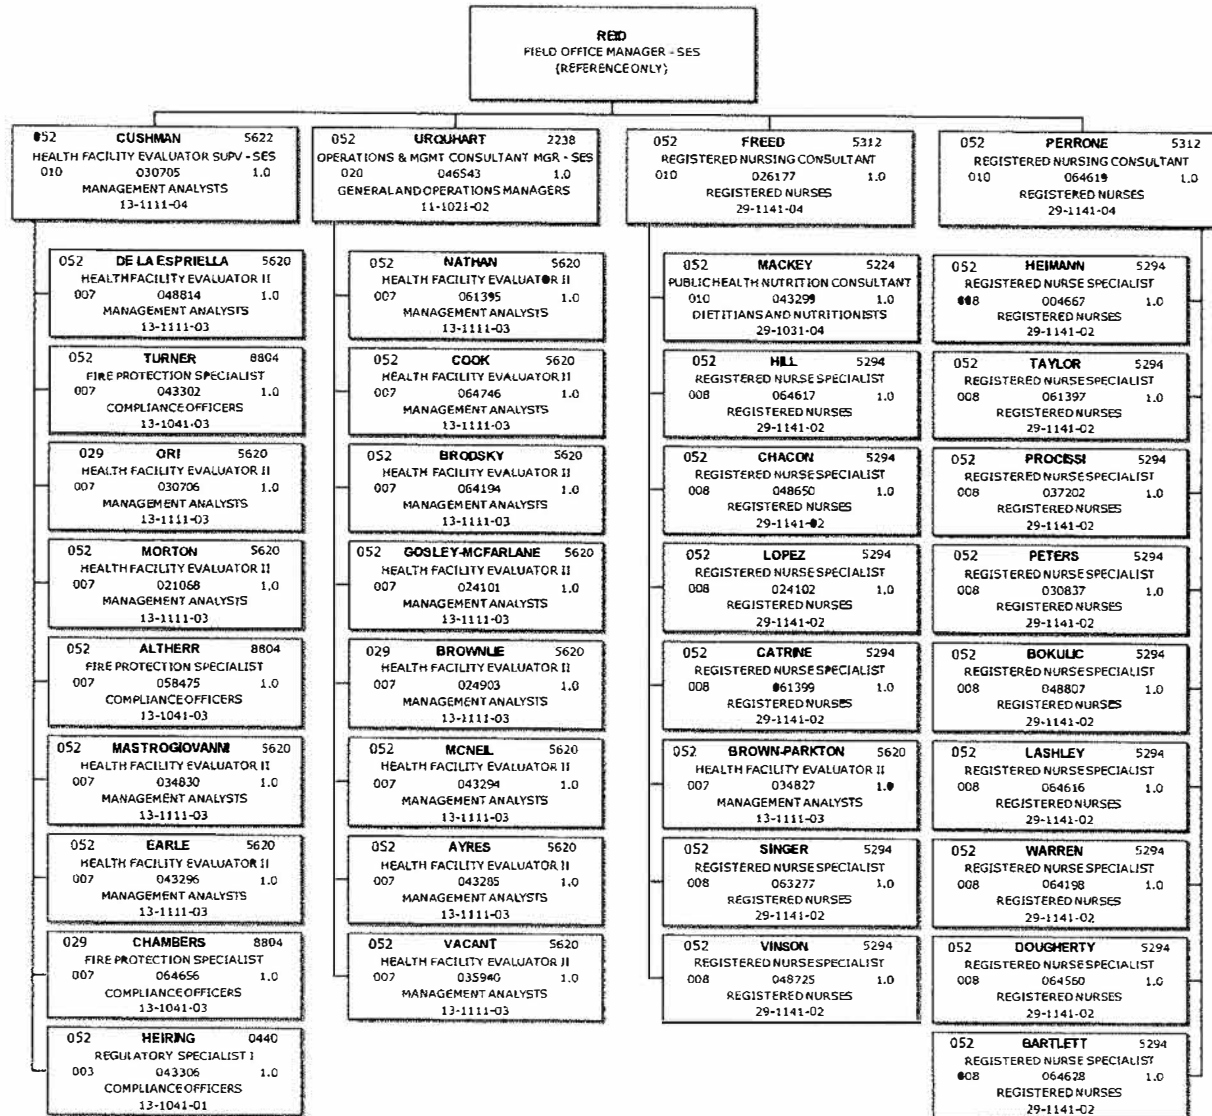 REID
FIELD OFFICE MANAGER - SES
(REFERENCE ONLY)
052 CUSHMAN 5622
HEALTH FACILITY EVALUATOR SUPV - SES
010 030705 1.0
MANAGEMENT ANALYSTS
13-1111-04
052 DE LA ESPRIELLA 5620
HEALTH FACILITY EVALUATOR II
007 048814 1.0
MANAGEMENT ANALYSTS
13-1111-03
052 TURNER 8804
FIRE PROTECTION SPECIALIST
007 043302 1.0
COMPLIANCE OFFICERS
13-1041-03
029 ORI 5620
HEALTH FACILITY EVALUATOR II
007 030706 1.0
MANAGEMENT ANALYSTS
13-1111-03
052 MORTON 5620
HEALTH FACILITY EVALUATOR II
007 021068 1.0
MANAGEMENT ANALYSTS
13-1111-03
052 ALTHERR 8804
FIRE PROTECTION SPECIALIST
007 058475 1.0
COMPLIANCE OFFICERS
13-1041-03
052 MASTROGIOVANNI 5620
HEALTH FACILITY EVALUATOR II
007 034830 1.0
MANAGEMENT ANALYSTS
13-1111-03
052 EARLE 5620
HEALTH FACILITY EVALUATOR II
007 043296 1.0
MANAGEMENT ANALYSTS
13-1111-03
029 CHAMBERS 8804
FIRE PROTECTION SPECIALIST
007 064656 1.0
COMPLIANCE OFFICERS
13-1041-03
052 HEIRING 0440
REGULATORY SPECIALIST I
003 043306 1.0
COMPLIANCE OFFICERS
13-1041-01
052 URQUHART 2238
OPERATIONS & MGMT CONSULTANT MGR - SES
020 046543 1.0
GENERAL AND OPERATIONS MANAGERS
11-1021-02
052 NATHAN 5620
HEALTH FACILITY EVALUATOR II
007 061395 1.0
MANAGEMENT ANALYSTS
13-1111-03
052 COOK 5620
HEALTH FACILITY EVALUATOR II
007 064746 1.0
MANAGEMENT ANALYSTS
13-1111-03
052 BRODSKY 5620
HEALTH FACILITY EVALUATOR II
007 064194 1.0
MANAGEMENT ANALYSTS
13-1111-03
052 GOSLEY-MCFARLANE 5620
HEALTH FACILITY EVALUATOR II
007 024101 1.0
MANAGEMENT ANALYSTS
13-1111-03
029 BROWNLIE 5620
HEALTH FACILITY EVALUATOR II
007 024903 1.0
MANAGEMENT ANALYSTS
13-1111-03
052 MCNEIL 5620
HEALTH FACILITY EVALUATOR II
007 043294 1.0
MANAGEMENT ANALYSTS
13-1111-03
052 AYRES 5620
HEALTH FACILITY EVALUATOR II
007 043285 1.0
MANAGEMENT ANALYSTS
13-1111-03
052 VACANT 5620
HEALTH FACILITY EVALUATOR II
007 035940 1.0
MANAGEMENT ANALYSTS
13-1111-03
052 FREED 5312
REGISTERED NURSING CONSULTANT
010 026177 1.0
REGISTERED NURSES
29-1141-04
052 MACKEY 5224
PUBLIC HEALTH NUTRITION CONSULTANT
010 043299 1.0
DIETITIANS AND NUTRITIONISTS
29-1031-04
052 HILL 5294
REGISTERED NURSE SPECIALIST
008 064617 1.0
REGISTERED NURSES
29-1141-02
052 CHACON 5294
REGISTERED NURSE SPECIALIST
008 048650 1.0
REGISTERED NURSES
29-1141-02
052 LOPEZ 5294
REGISTERED NURSE SPECIALIST
008 024102 1.0
REGISTERED NURSES
29-1141-02
052 CATRINE 5294
REGISTERED NURSE SPECIALIST
008 061399 1.0
REGISTERED NURSES
29-1141-02
052 BROWN-PARKTON 5620
HEALTH FACILITY EVALUATOR II
007 034827 1.0
MANAGEMENT ANALYSTS
13-1111-03
052 SINGER 5294
REGISTERED NURSE SPECIALIST
008 063277 1.0
REGISTERED NURSES
29-1141-02
052 VINSON 5294
REGISTERED NURSE SPECIALIST
008 048725 1.0
REGISTERED NURSES
29-1141-02
052 PERRONE 5312
REGISTERED NURSING CONSULTANT
010 064619 1.0
REGISTERED NURSES
29-1141-04
052 HEIMANN 5294
REGISTERED NURSE SPECIALIST
008 004667 1.0
REGISTERED NURSES
29-1141-02
052 TAYLOR 5294
REGISTERED NURSE SPECIALIST
008 061397 1.0
REGISTERED NURSES
29-1141-02
052 PROCISSI 5294
REGISTERED NURSE SPECIALIST
008 037202 1.0
REGISTERED NURSES
29-1141-02
052 PETERS 5294
REGISTERED NURSE SPECIALIST
008 030837 1.0
REGISTERED NURSES
29-1141-02
052 BOKULIC 5294
REGISTERED NURSE SPECIALIST
008 048807 1.0
REGISTERED NURSES
29-1141-02
052 LASHLEY 5294
REGISTERED NURSE SPECIALIST
008 064616 1.0
REGISTERED NURSES
29-1141-02
052 WARREN 5294
REGISTERED NURSE SPECIALIST
008 064198 1.0
REGISTERED NURSES
29-1141-02
052 DOUGHERTY 5294
REGISTERED NURSE SPECIALIST
008 064560 1.0
REGISTERED NURSES
29-1141-02
052 BARTLETT 5294
REGISTERED NURSE SPECIALIST
008 064628 1.0
REGISTERED NURSES
29-1141-02